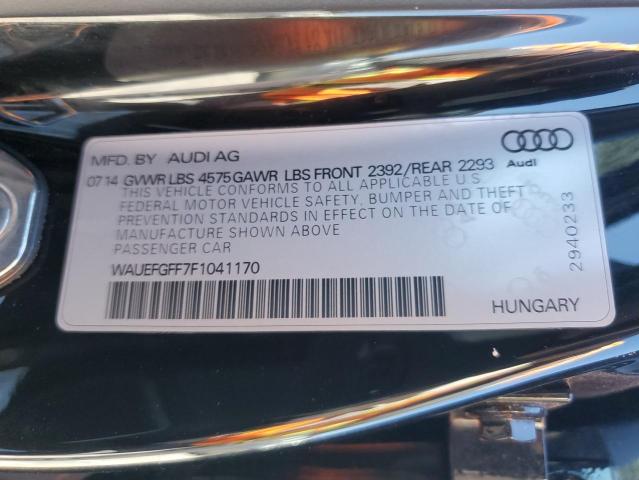 MFD. BY AUDI AG
Audi
07 14 GVWR LBS 4575 GAWR LBS FRONT 2392/REAR 2293
THIS VEHICLE CONFORMS TO ALL APPLICABLE U.S.
FEDERAL MOTOR VEHICLE SAFETY, BUMPER AND THEFT
PREVENTION STANDARDS IN EFFECT ON THE DATE OF
MANUFACTURE SHOWN ABOVE
PASSENGER CAR
WAUEFGFF7F1041170
2940233
HUNGARY